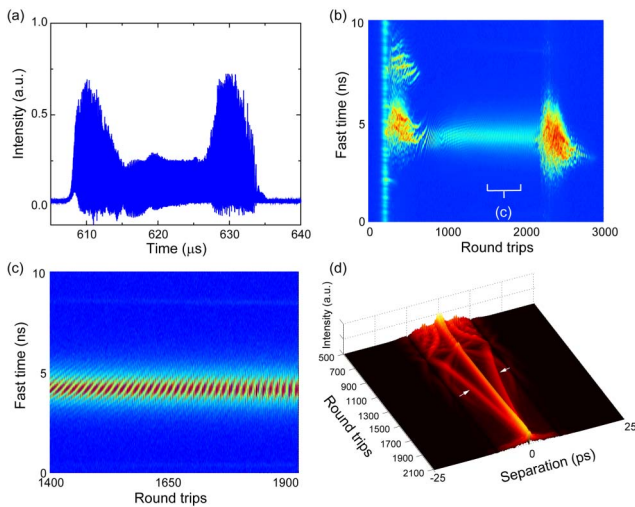 (a)
1.0
0.5
0.0
Intensity (a.u.)
610
620
630
640
Time (μs)
(b)
10
5
0
Fast time (ns)
(c)
0
1000
2000
3000
Round trips
(c)
10
5
0
Fast time (ns)
1400
1650
1900
Round trips
(d)
Intensity (a.u.)
500
700
900
1100
1300
1500
1700
1900
2100
Round trips
-25
0
25
Separation (ps)